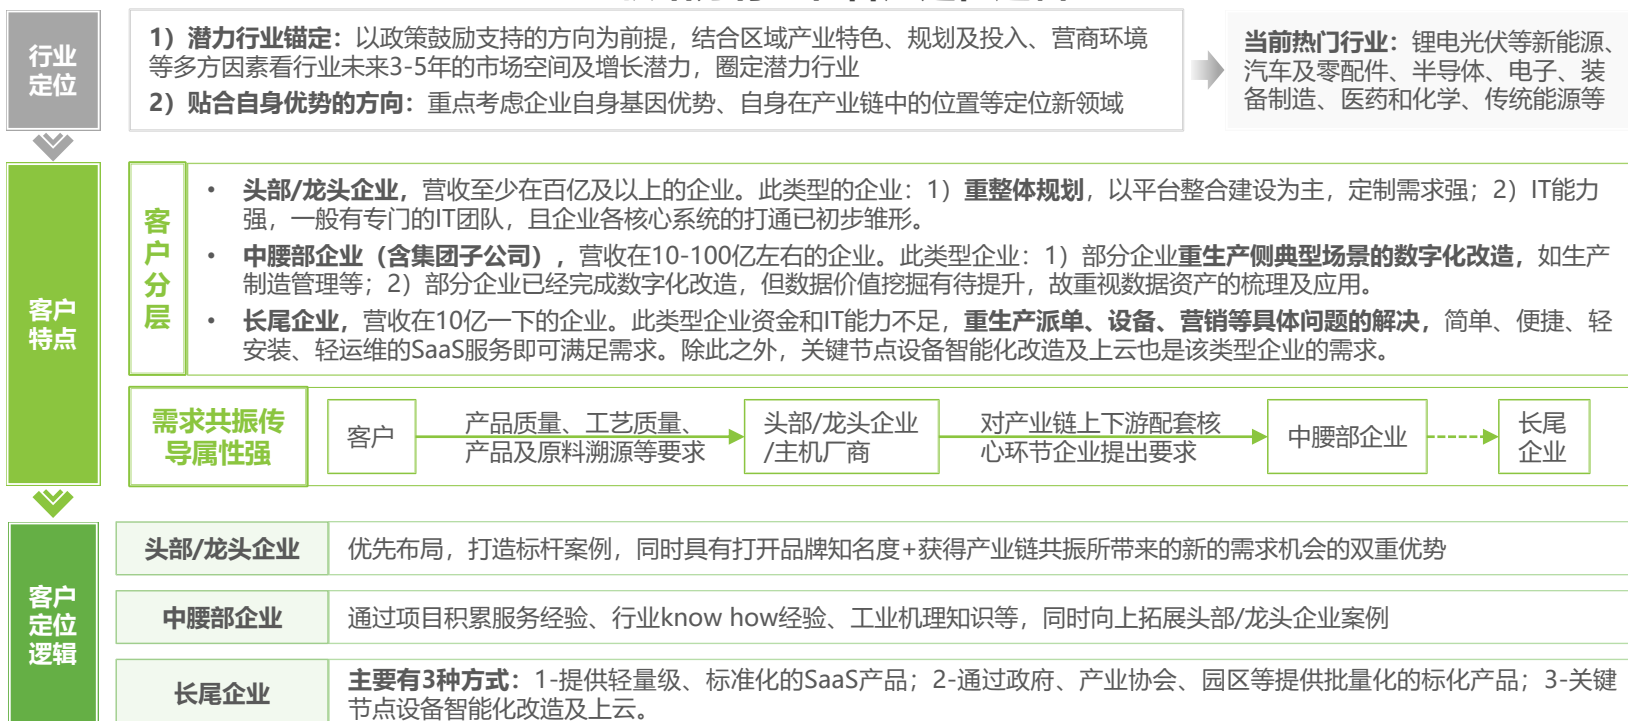 行业
定位
1）潜力行业锚定：以政策鼓励支持的方向为前提，结合区域产业特色、规划及投入、营商环境
等多方因素看行业未来3-5年的市场空间及增长潜力，圈定潜力行业
2）贴合自身优势的方向：重点考虑企业自身基因优势、自身在产业链中的位置等定位新领域
当前热门行业：锂电光伏等新能源、
汽车及零配件、半导体、电子、装
备制造、医药和化学、传统能源等
客户
特点
客
户
分
层
• 头部/龙头企业，营收至少在百亿及以上的企业。此类型的企业：1）重整体规划，以平台整合建设为主，定制需求强；2）IT能力
强，一般有专门的IT团队，且企业各核心系统的打通已初步雏形。
• 中腰部企业（含集团子公司），营收在10-100亿左右的企业。此类型企业：1）部分企业重生产侧典型场景的数字化改造，如生产
制造管理等；2）部分企业已经完成数字化改造，但数据价值挖掘有待提升，故重视数据资产的梳理及应用。
• 长尾企业，营收在10亿一下的企业。此类型企业资金和IT能力不足，重生产派单、设备、营销等具体问题的解决，简单、便捷、轻
安装、轻运维的SaaS服务即可满足需求。除此之外，关键节点设备智能化改造及上云也是该类型企业的需求。
需求共振传
导属性强
客户
产品质量、工艺质量、
产品及原料溯源等要求
头部/龙头企业
/主机厂商
对产业链上下游配套核
心环节企业提出要求
中腰部企业
长尾
企业
客户
定位
逻辑
头部/龙头企业
优先布局，打造标杆案例，同时具有打开品牌知名度+获得产业链共振所带来的新的需求机会的双重优势
中腰部企业
通过项目积累服务经验、行业know how经验、工业机理知识等，同时向上拓展头部/龙头企业案例
长尾企业
主要有3种方式：1-提供轻量级、标准化的SaaS产品；2-通过政府、产业协会、园区等提供批量化的标化产品；3-关键
节点设备智能化改造及上云。